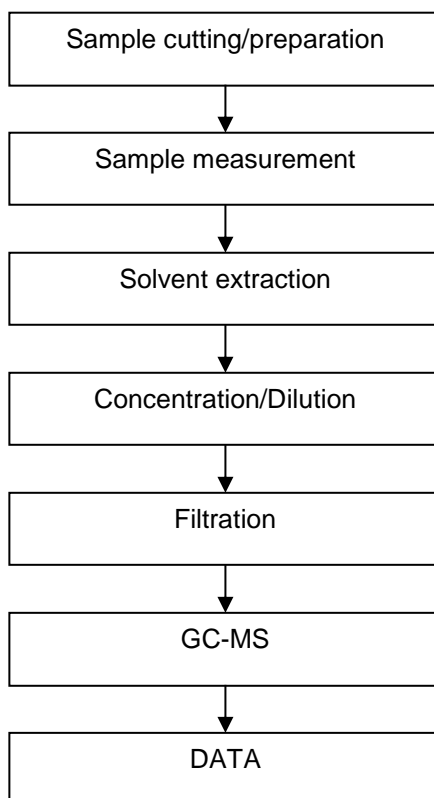 Sample cutting/preparation
Sample measurement
Solvent extraction
Concentration/Dilution
Filtration
GC-MS
DATA